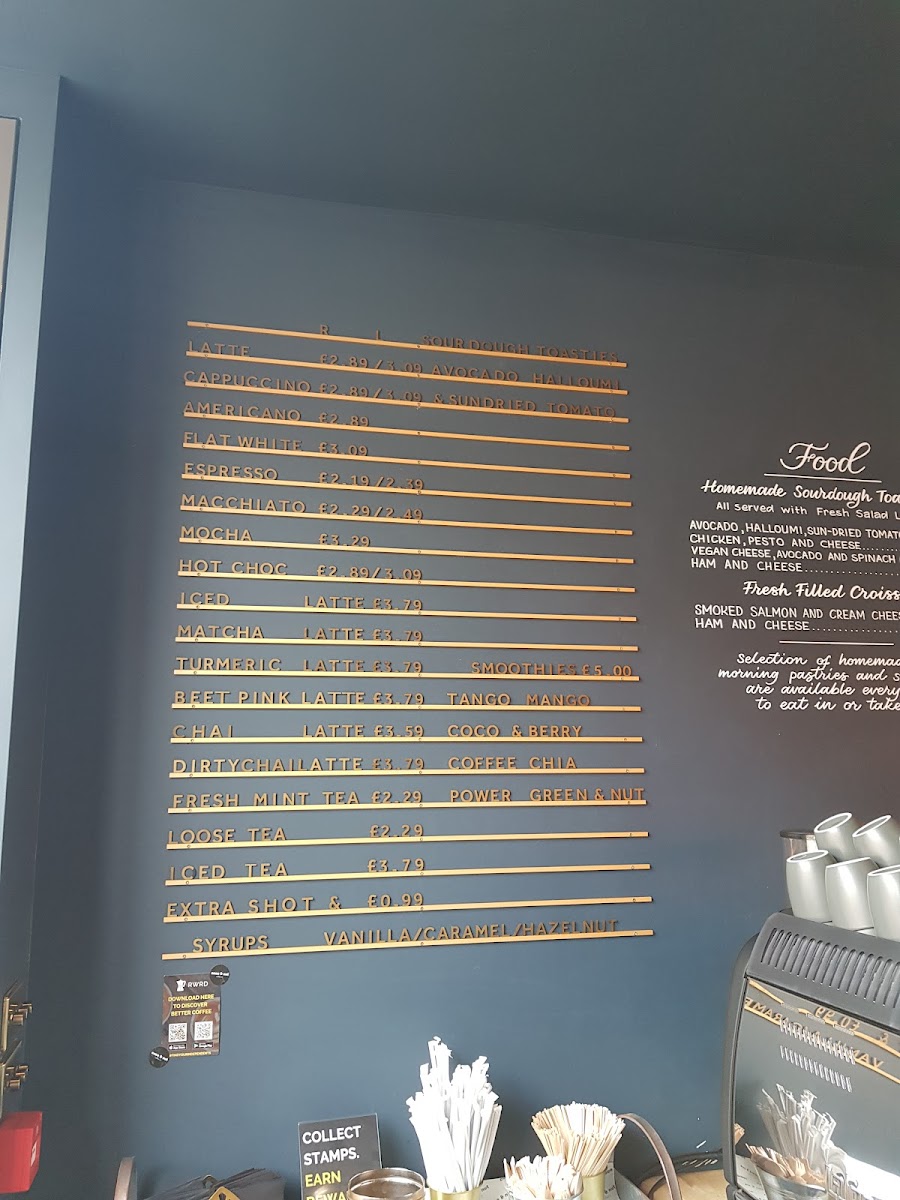 R L SOURDOUGH TOASTIES
LATTE £2.89/3.09 AVOCADO HALLOUMI
CAPPUCCINO £2.89/3.09 & SUNDRIED TOMATO
AMERICANO £2.89
FLAT WHITE £3.09
ESPRESSO £2.19/2.39
MACCHIATO £2.29/2.49
MOCHA £3.29
HOT CHOC £2.89/3.09
ICED LATTE £3.79
MATCHA LATTE £3.79
TURMERIC LATTE £3.79 SMOOTHIES £5.00
BEET PINK LATTE £3.79 TANGO MANGO
CHAI LATTE £3.59 COCO & BERRY
DIRTYCHAILATTE £3.79 COFFEE CHIA
FRESH MINT TEA £2.29 POWER GREEN & NUT
LOOSE TEA £2.29
ICED TEA £3.79
EXTRA SHOT & £0.99
SYRUPS VANILLA/CARAMEL/HAZELNUT
Food
Homemade Sourdough Toa
All served with Fresh Salad L
AVOCADO, HALLOUMI, SUN-DRIED TOMATO
CHICKEN, PESTO AND CHEESE.........
VEGAN CHEESE, AVOCADO AND SPINACH
HAM AND CHEESE..................
Fresh Filled Croiss
SMOKED SALMON AND CREAM CHEES
HAM AND CHEESE..................
Selection of homemad
morning pastries and s
are available every
to eat in or take
RWRD
DOWNLOAD HERE
TO DISCOVER
BETTER COFFEE
COLLECT
STAMPS.
EARN
REWA